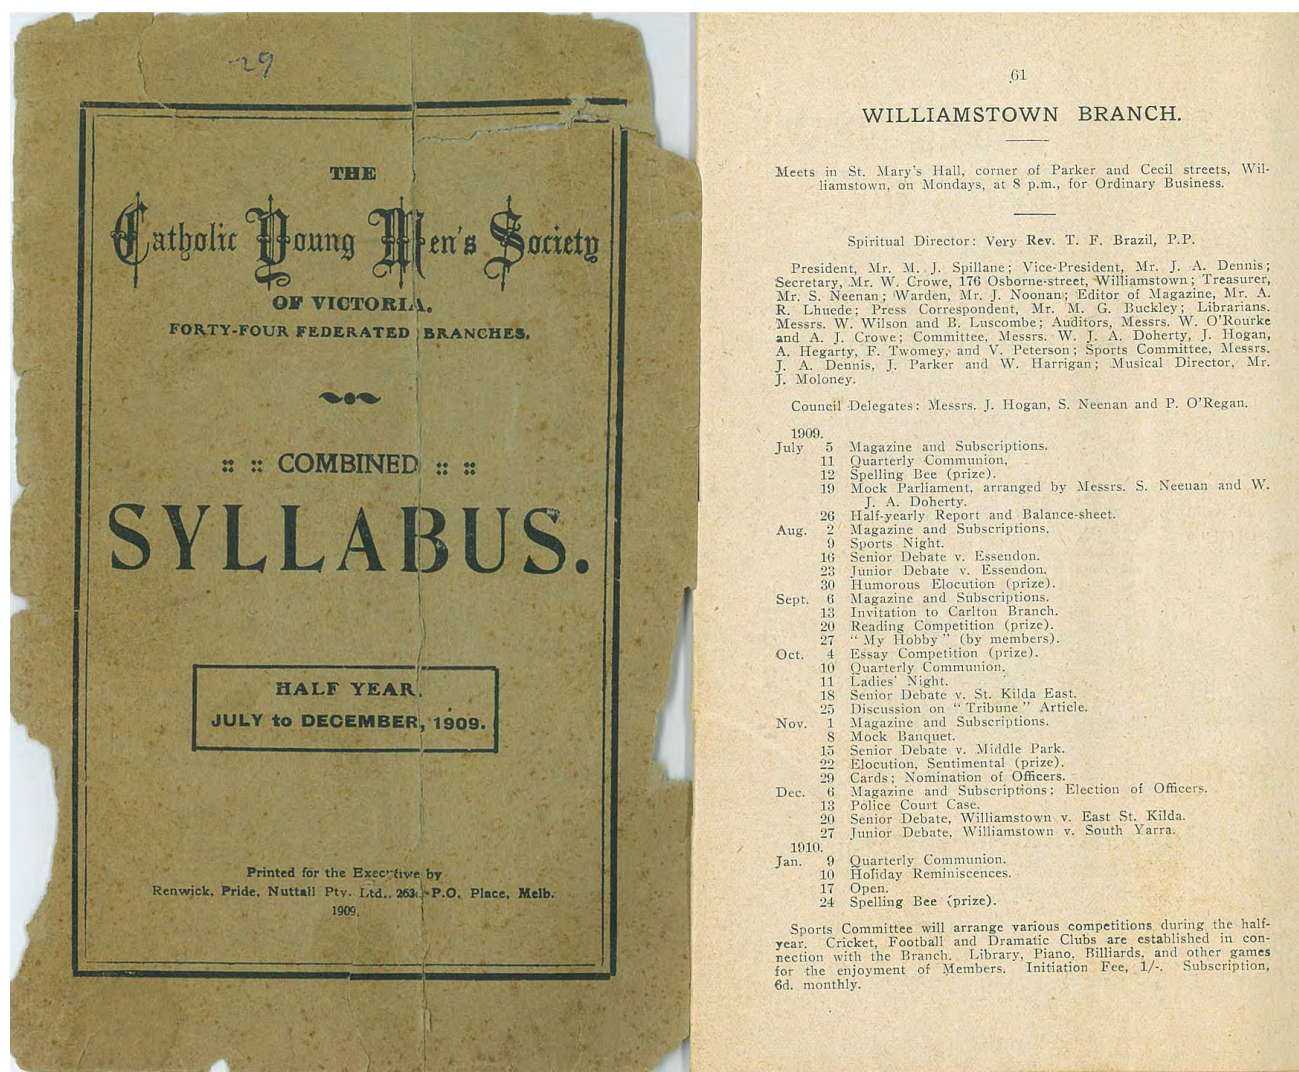 29
THE
Catholic Young Men's Society
OF VICTORIA.
FORTY-FOUR FEDERATED BRANCHES.
:: :: COMBINED :: ::
SYLLABUS.
HALF YEAR,
JULY to DECEMBER, 1909.
Printed for the Executive by
Renwick, Pride, Nuttall Pty. Ltd., P.O. Place, Melb.
1909.
61
WILLIAMSTOWN BRANCH.
Meets in St. Mary's Hall, corner of Parker and Cecil streets, Wil-
liamstown, on Mondays, at 8 p.m., for Ordinary Business.
Spiritual Director: Very Rev. T. F. Brazil, P.P.
President, Mr. M. J. Spillane; Vice-President, Mr. J. A. Dennis;
Secretary, Mr. W. Crowe, 176 Osborne-street, Williamstown; Treasurer,
Mr. S. Neenan; Warden, Mr. J. Noonan; Editor of Magazine, Mr. A.
R. Lhuede; Press Correspondent, Mr. M. G. Buckley; Librarians.
Messrs. W. Wilson and B. Luscombe; Auditors, Messrs. W. O'Rourke
and A. J. Crowe; Committee, Messrs. W. J. A. Doherty, J. Hogan,
A. Hegarty, F. Twomey, and V. Peterson; Sports Committee, Messrs.
J. A. Dennis, J. Parker and W. Harrigan; Musical Director, Mr.
J. Moloney.
Council Delegates: Messrs. J. Hogan, S. Neenan and P. O'Regan.
1909.
July 5 Magazine and Subscriptions.
11 Quarterly Communion.
12 Spelling Bee (prize).
19 Mock Parliament, arranged by Messrs. S. Neenan and W.
J. A. Doherty.
26 Half-yearly Report and Balance-sheet.
Aug. 2 Magazine and Subscriptions.
9 Sports Night.
16 Senior Debate v. Essendon.
23 Junior Debate v. Essendon.
30 Humorous Elocution (prize).
Sept. 6 Magazine and Subscriptions.
13 Invitation to Carlton Branch.
20 Reading Competition (prize).
27 "My Hobby" (by members).
Oct. 4 Essay Competition (prize).
10 Quarterly Communion.
11 Ladies' Night.
18 Senior Debate v. St. Kilda East.
25 Discussion on "Tribune" Article.
Nov. 1 Magazine and Subscriptions.
8 Mock Banquet.
15 Senior Debate v. Middle Park.
22 Elocution, Sentimental (prize).
29 Cards; Nomination of Officers.
Dec. 6 Magazine and Subscriptions; Election of Officers.
13 Police Court Case.
20 Senior Debate, Williamstown v. East St. Kilda.
27 Junior Debate, Williamstown v. South Yarra.
1910.
Jan. 9 Quarterly Communion.
10 Holiday Reminiscences.
17 Open.
24 Spelling Bee (prize).
Sports Committee will arrange various competitions during the half-
year. Cricket, Football and Dramatic Clubs are established in con-
nection with the Branch. Library, Piano, Billiards, and other games
for the enjoyment of Members. Initiation Fee, 1/-. Subscription,
6d. monthly.